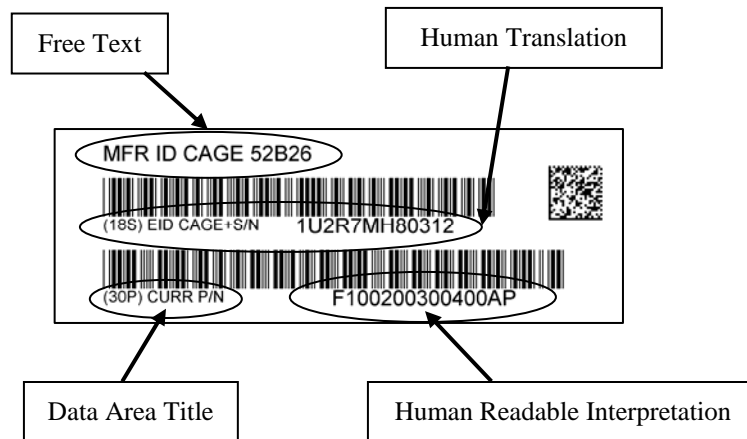 Free Text
Human Translation
MFR ID CAGE 52B26
(18S) EID CAGE+S/N 1U2R7MH80312
(30P) CURR P/N F100200300400AP
Data Area Title
Human Readable Interpretation